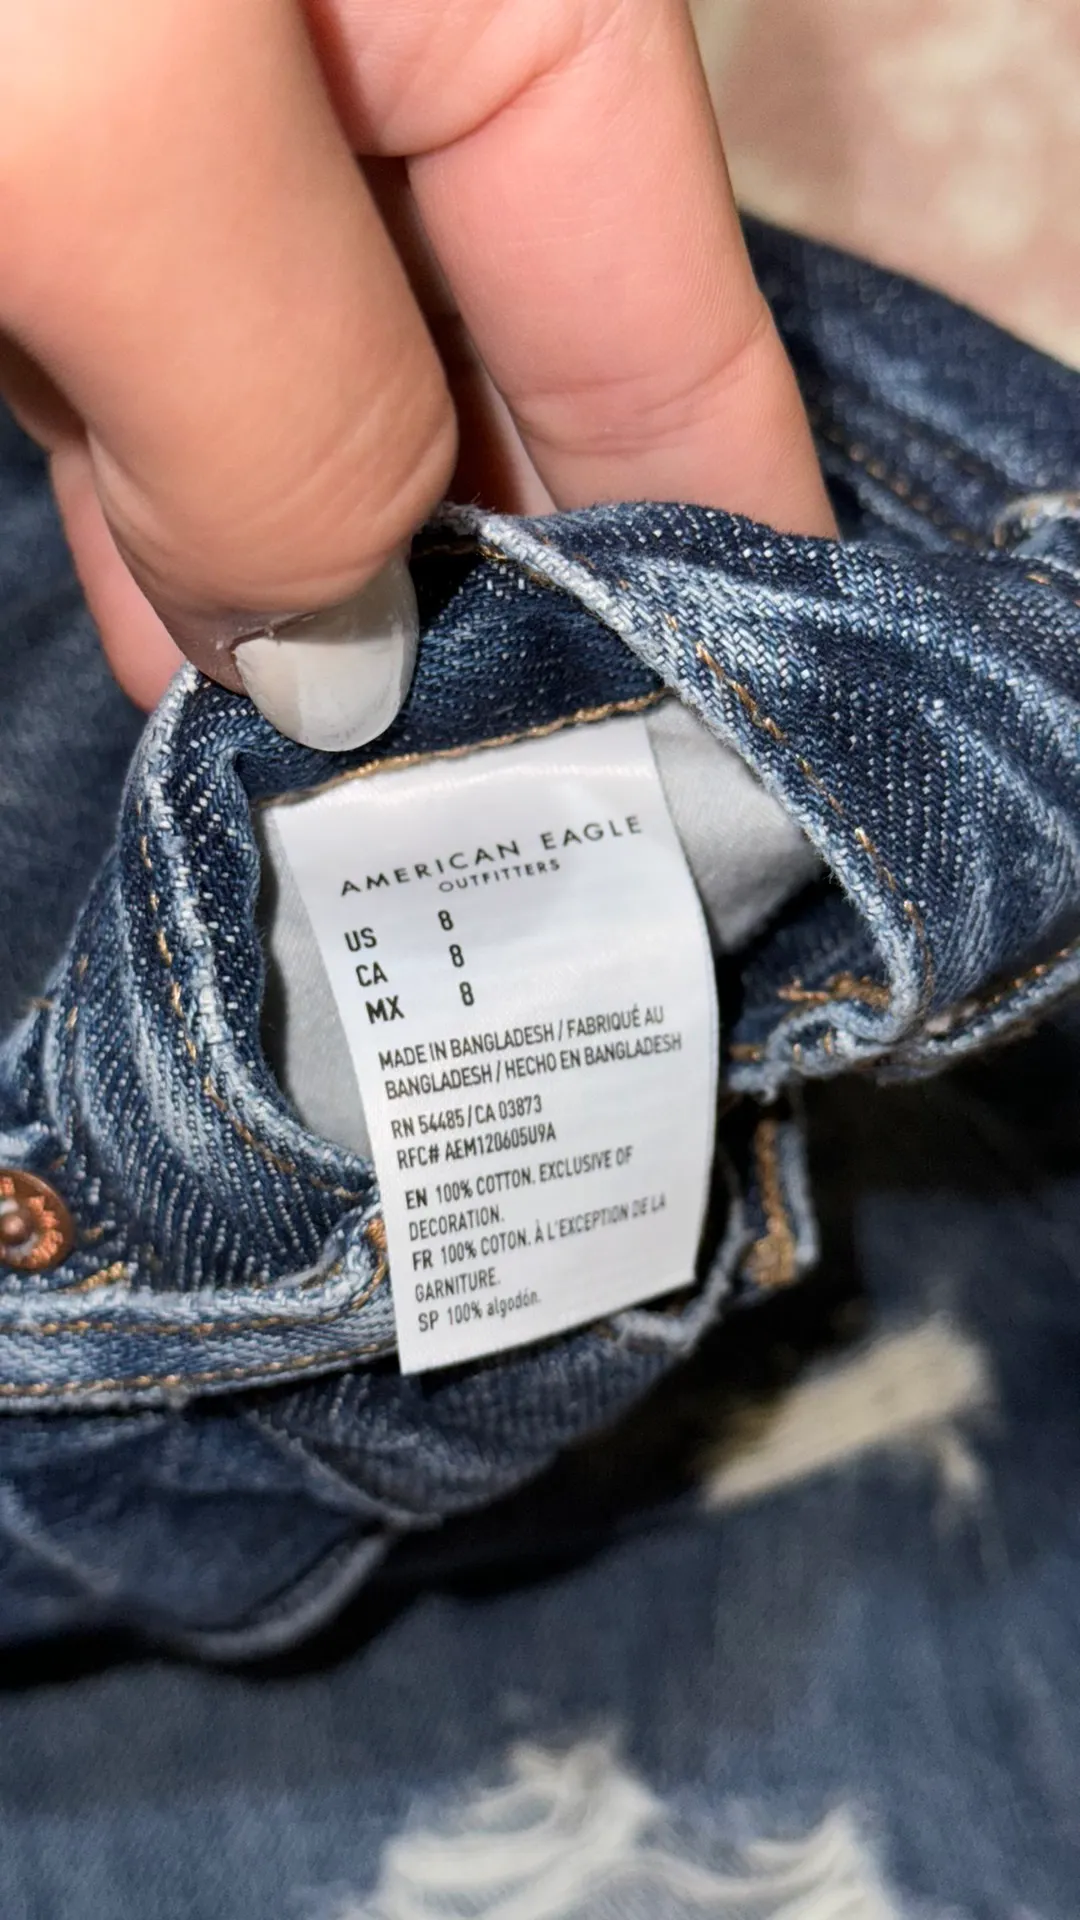 AMERICAN EAGLE
OUTFITTERS
US 8
CA 8
MX 8
MADE IN BANGLADESH / FABRIQUÉ AU
BANGLADESH / HECHO EN BANGLADESH
RN 54485 / CA 03873
RFC# AEM120605U9A
EN 100% COTTON. EXCLUSIVE OF
DECORATION.
FR 100% COTON. À L'EXCEPTION DE LA
GARNITURE.
SP 100% algodón.